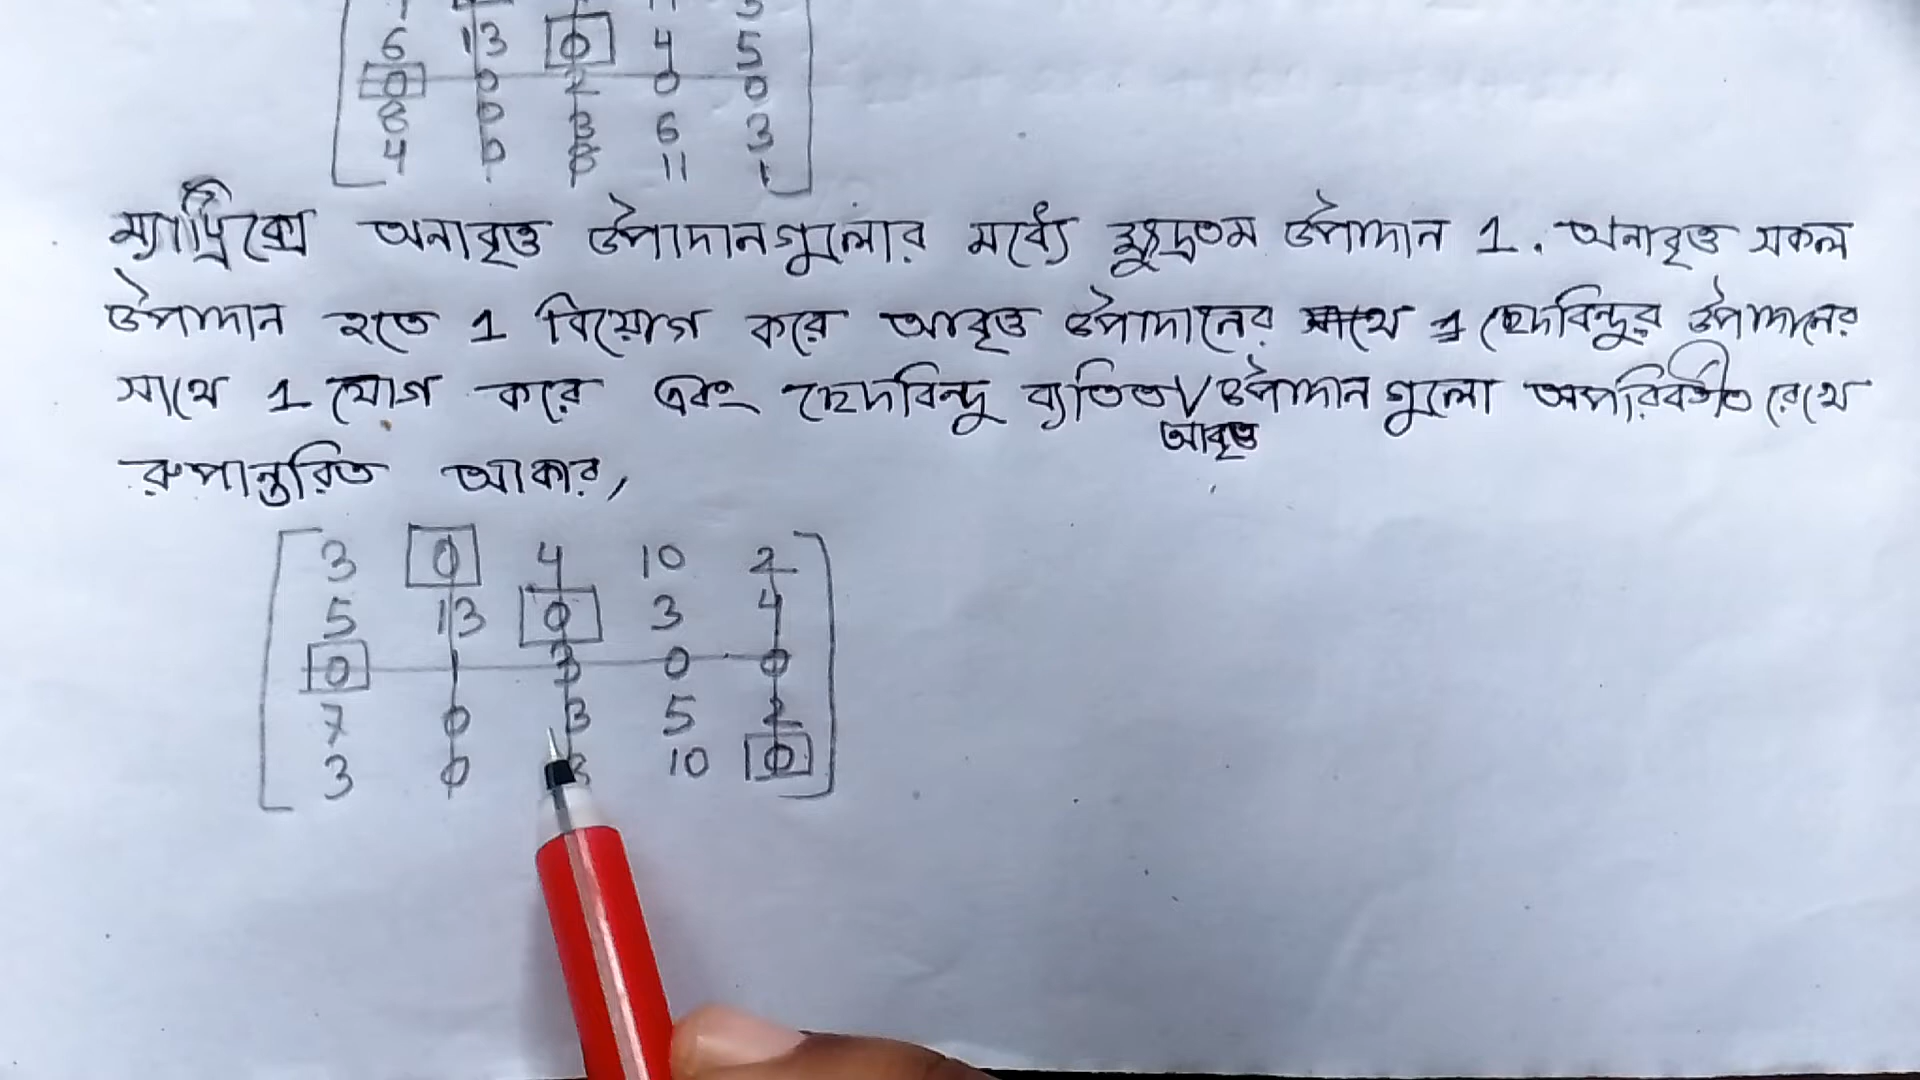 6 13 0 4 5
0 0 2 0 0
8 0 3 6 3
4 0 8 11 1
ম্যাট্রিক্সে অনাবৃত্ত উপাদানগুলোর মধ্যে ক্ষুদ্রতম উপাদান 1. অনাবৃত্ত সকল
উপাদান হতে 1 বিয়োগ করে আবৃত্ত উপাদানের ছেদবিন্দুর উপাদানের
সাথে 1 যোগ করে এবং ছেদবিন্দু ব্যতিত আবৃত্ত উপাদান গুলো অপরিবর্তীত রেখে
রুপান্তরিত আকার,
3 0 4 10 2
5 13 0 3 4
0 1 3 0 0
7 0 3 5 2
3 0 8 10 0